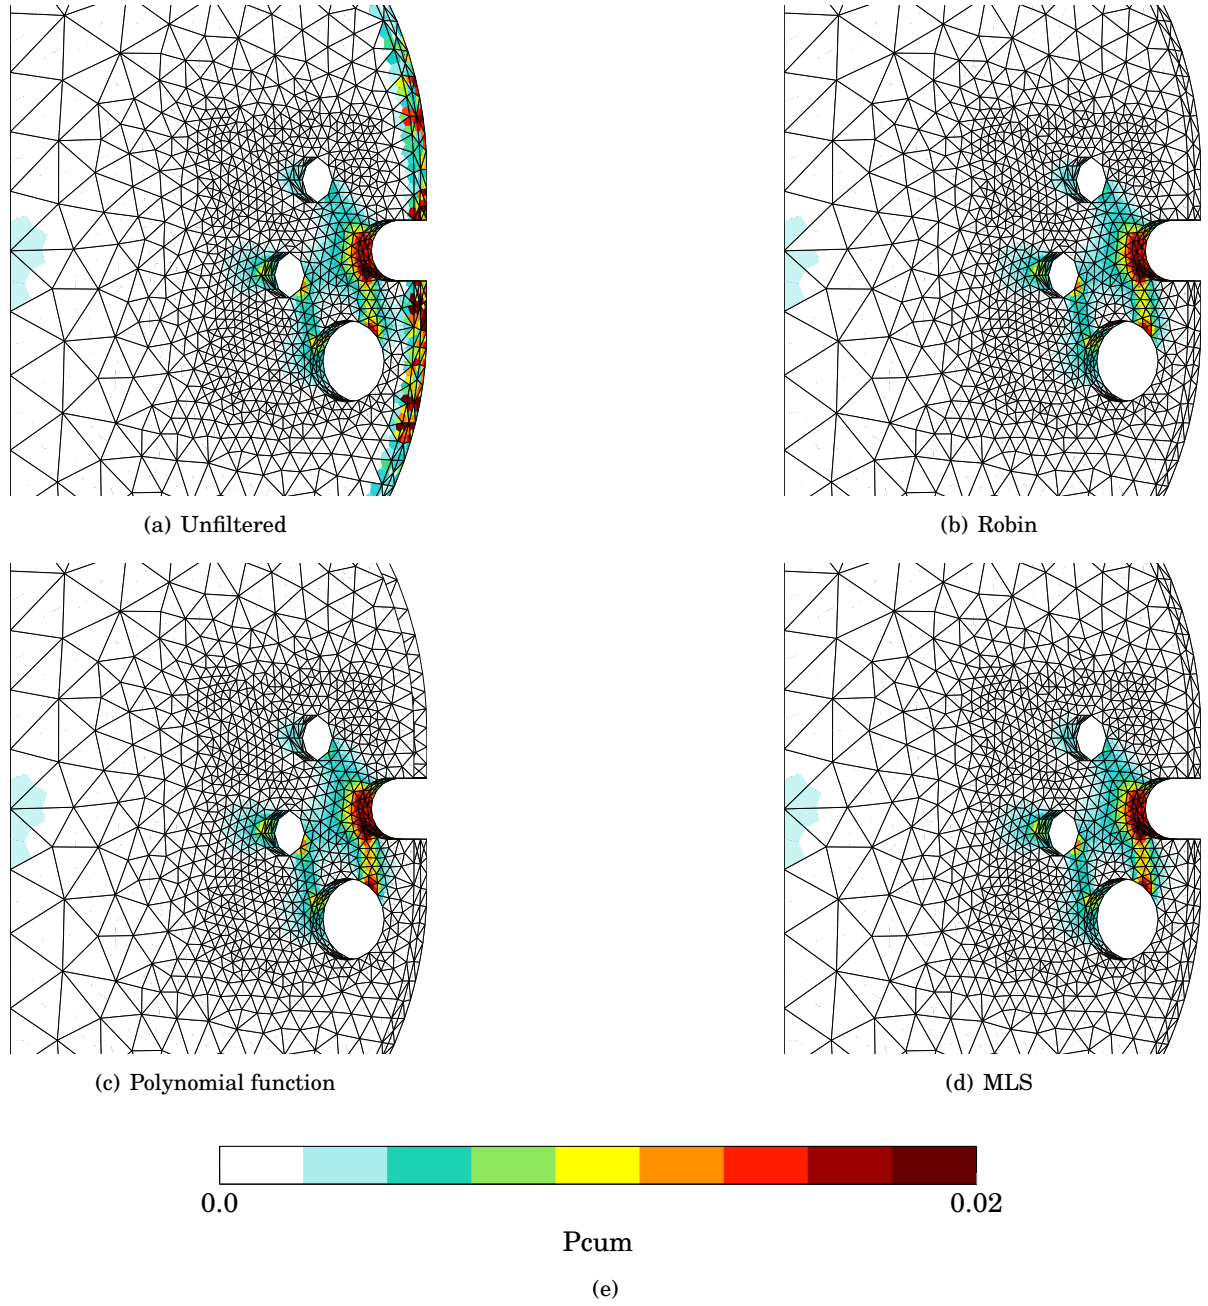 (a) Unfiltered
(b) Robin
(c) Polynomial function
(d) MLS
0.0
0.02
Pcum
(e)